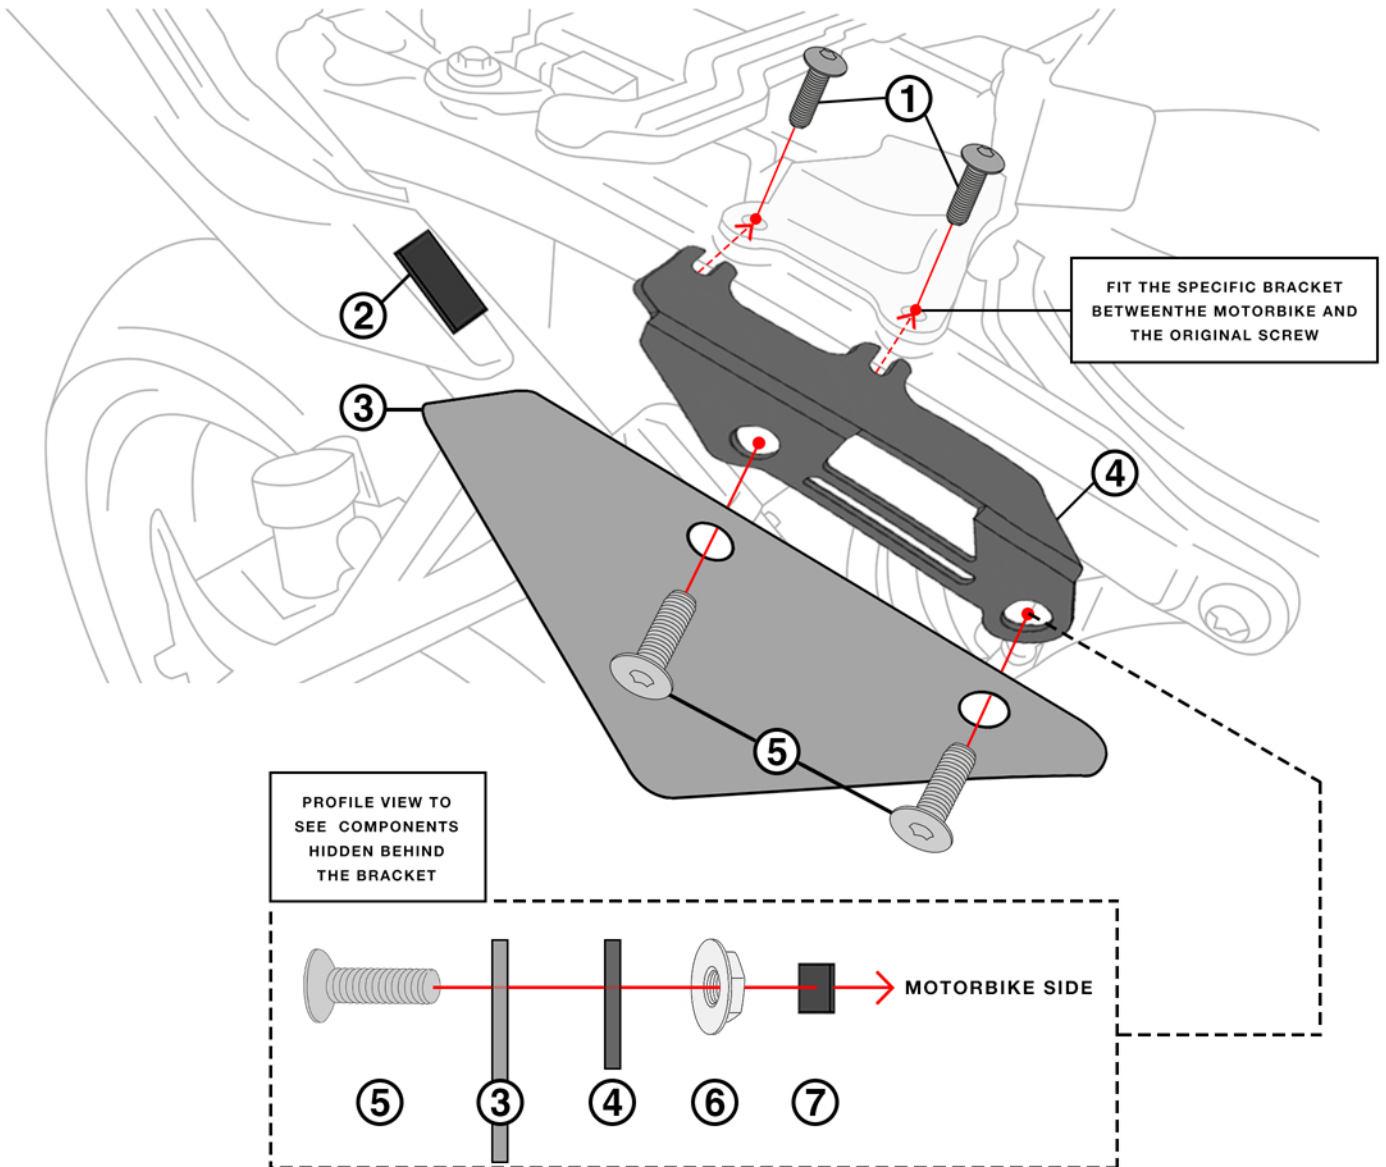 1
2
FIT THE SPECIFIC BRACKET
BETWEENTHE MOTORBIKE AND
THE ORIGINAL SCREW
3
4
5
PROFILE VIEW TO
SEE COMPONENTS
HIDDEN BEHIND
THE BRACKET
MOTORBIKE SIDE
5 3 4 6 7